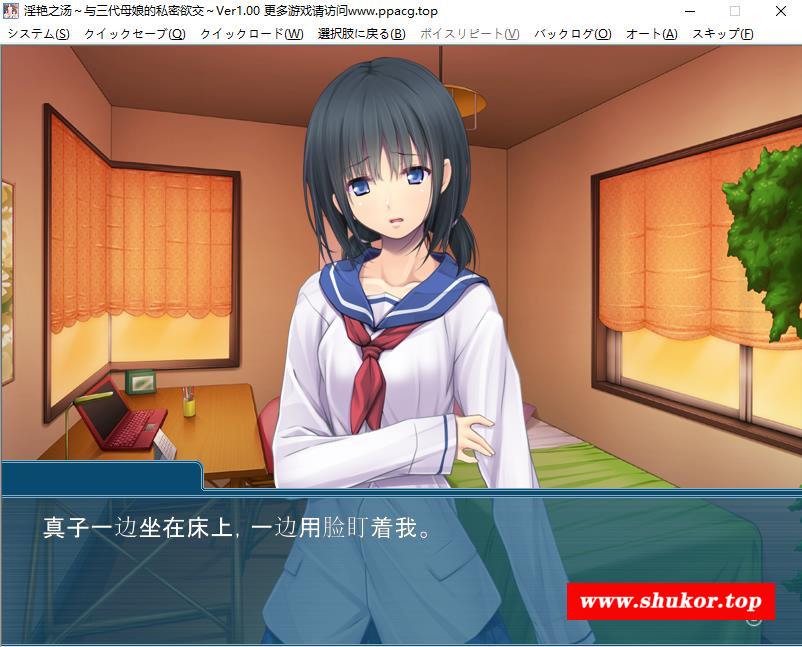 淫艳之汤～与三代母娘的私密欲交～Ver1.00 更多游戏请访问www.ppacg.top
システム(S) クイックセーブ(Q) クイックロード(W) 選択肢に戻る(B) ボイスリピート(V) バックログ(O) オート(A) スキップ(F)
真子一边坐在床上, 一边用脸盯着我。
www.shukor.top